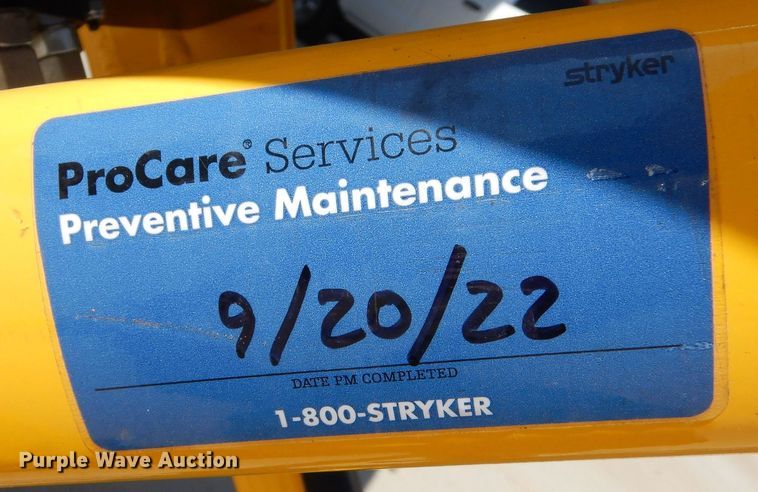 stryker
ProCare® Services
Preventive Maintenance
9/20/22
DATE PM COMPLETED
1-800-STRYKER
Purple Wave Auction